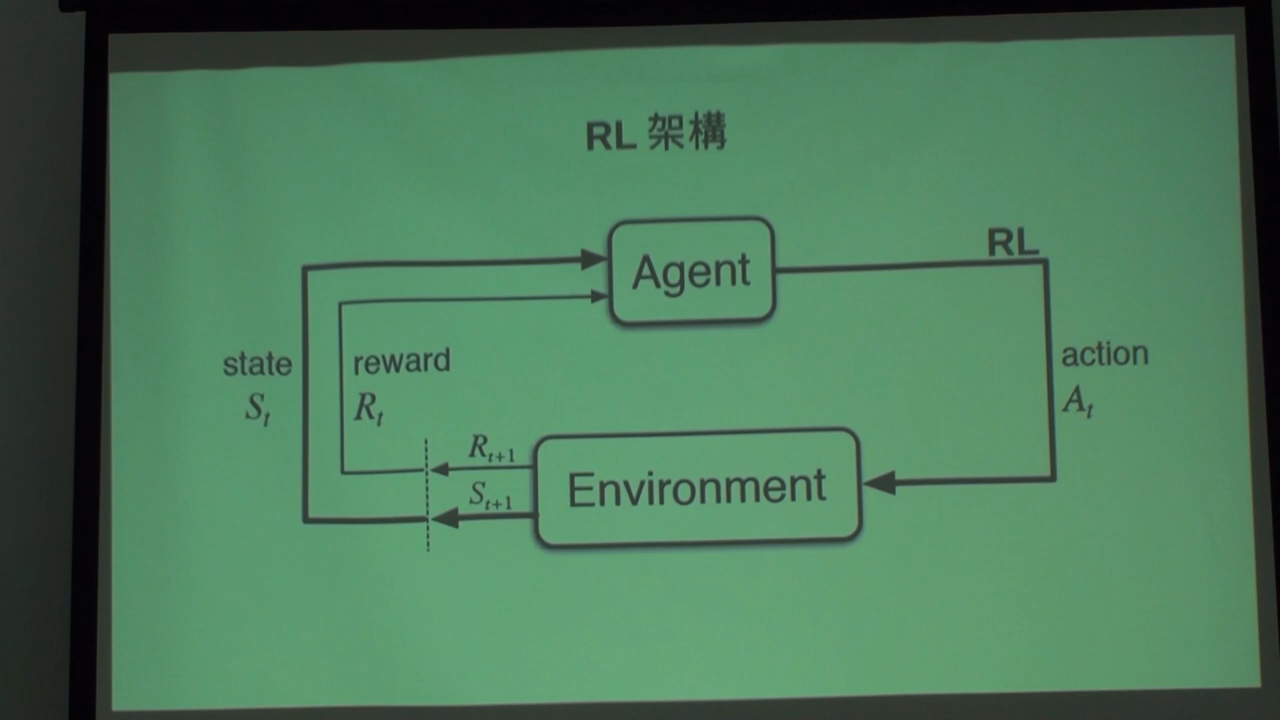 RL 架構
RL
Agent
state
S_t
reward
R_t
action
A_t
R_{t+1}
S_{t+1}
Environment